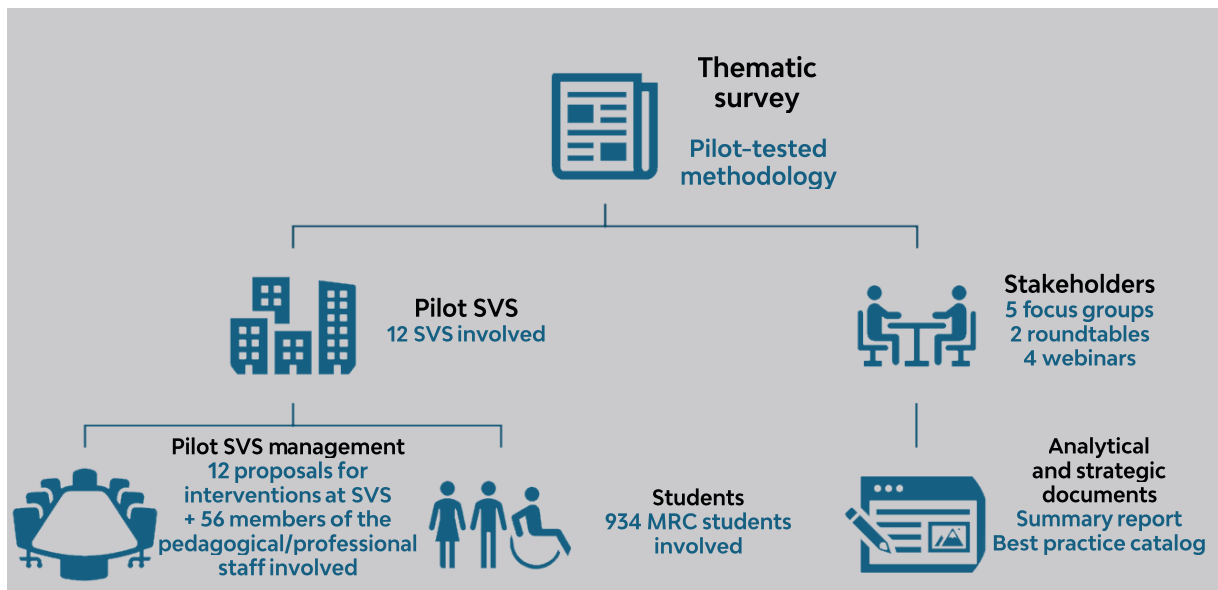 Thematic
survey
Pilot-tested
methodology
Pilot SVS
12 SVS involved
Stakeholders
5 focus groups
2 roundtables
4 webinars
Pilot SVS management
12 proposals for
interventions at SVS
+ 56 members of the
pedagogical/professional
staff involved
Students
934 MRC students
involved
Analytical
and strategic
documents
Summary report
Best practice catalog